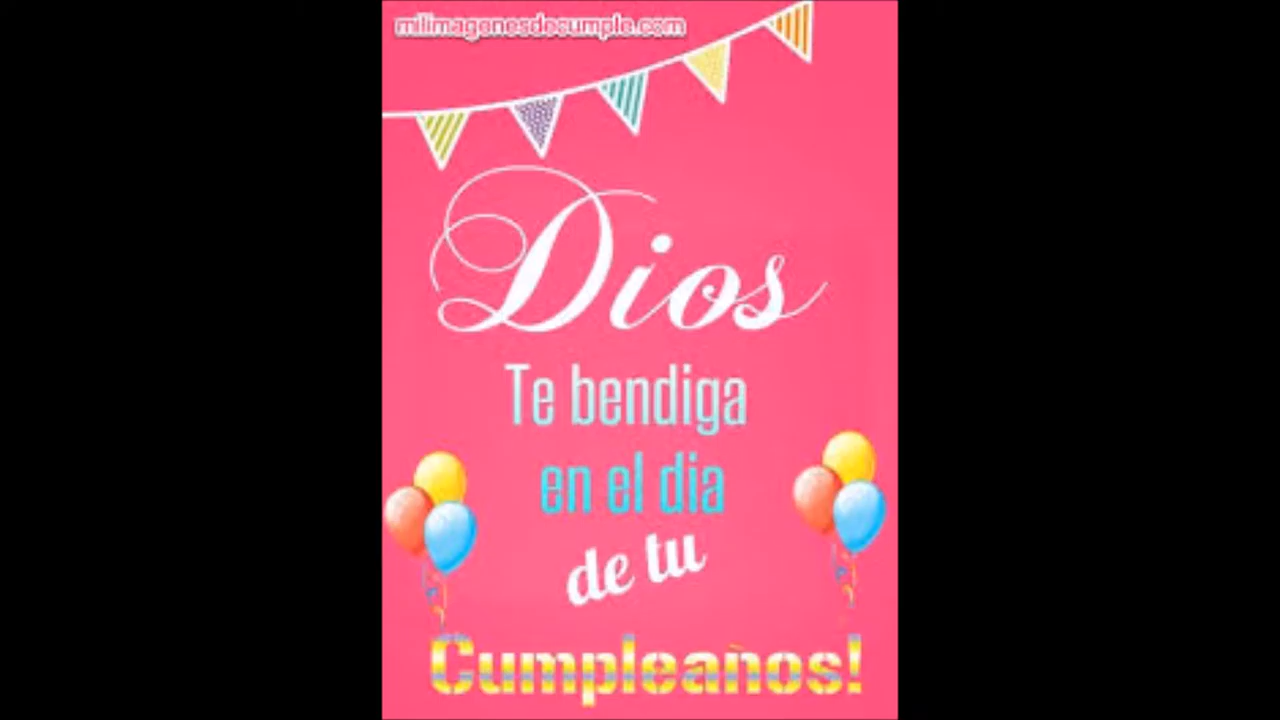 milimagenesdecumple.com
Dios
Te bendiga
en el dia
de tu
Cumpleaños!